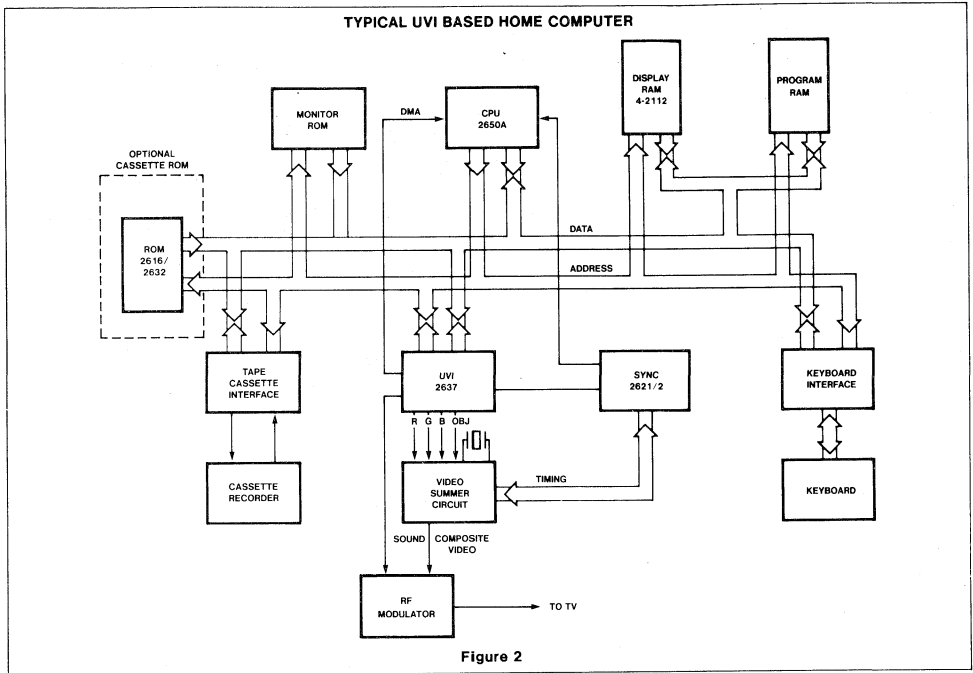 TYPICAL UVI BASED HOME COMPUTER
DISPLAY
RAM
4-2112
PROGRAM
RAM
MONITOR
ROM
DMA
CPU
2650A
OPTIONAL
CASSETTE ROM
ROM
2616/
2632
DATA
ADDRESS
TAPE
CASSETTE
INTERFACE
UVI
2637
SYNC
2621/2
KEYBOARD
INTERFACE
R G B OBJ
CASSETTE
RECORDER
VIDEO
SUMMER
CIRCUIT
TIMING
KEYBOARD
SOUND
COMPOSITE
VIDEO
RF
MODULATOR
TO TV
Figure 2